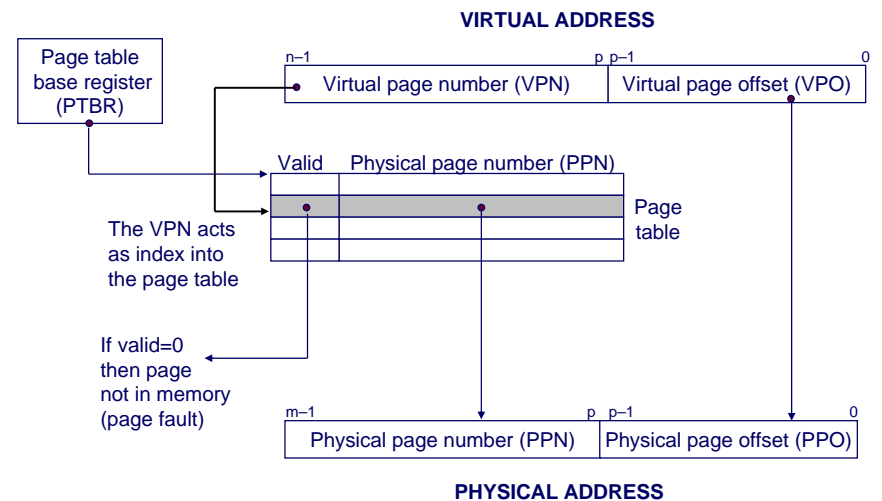 VIRTUAL ADDRESS
Page table
base register
(PTBR)
n–1 p p–1 0
Virtual page number (VPN) Virtual page offset (VPO)
Valid Physical page number (PPN)
The VPN acts
as index into
the page table
Page
table
If valid=0
then page
not in memory
(page fault)
m–1 p p–1 0
Physical page number (PPN) Physical page offset (PPO)
PHYSICAL ADDRESS